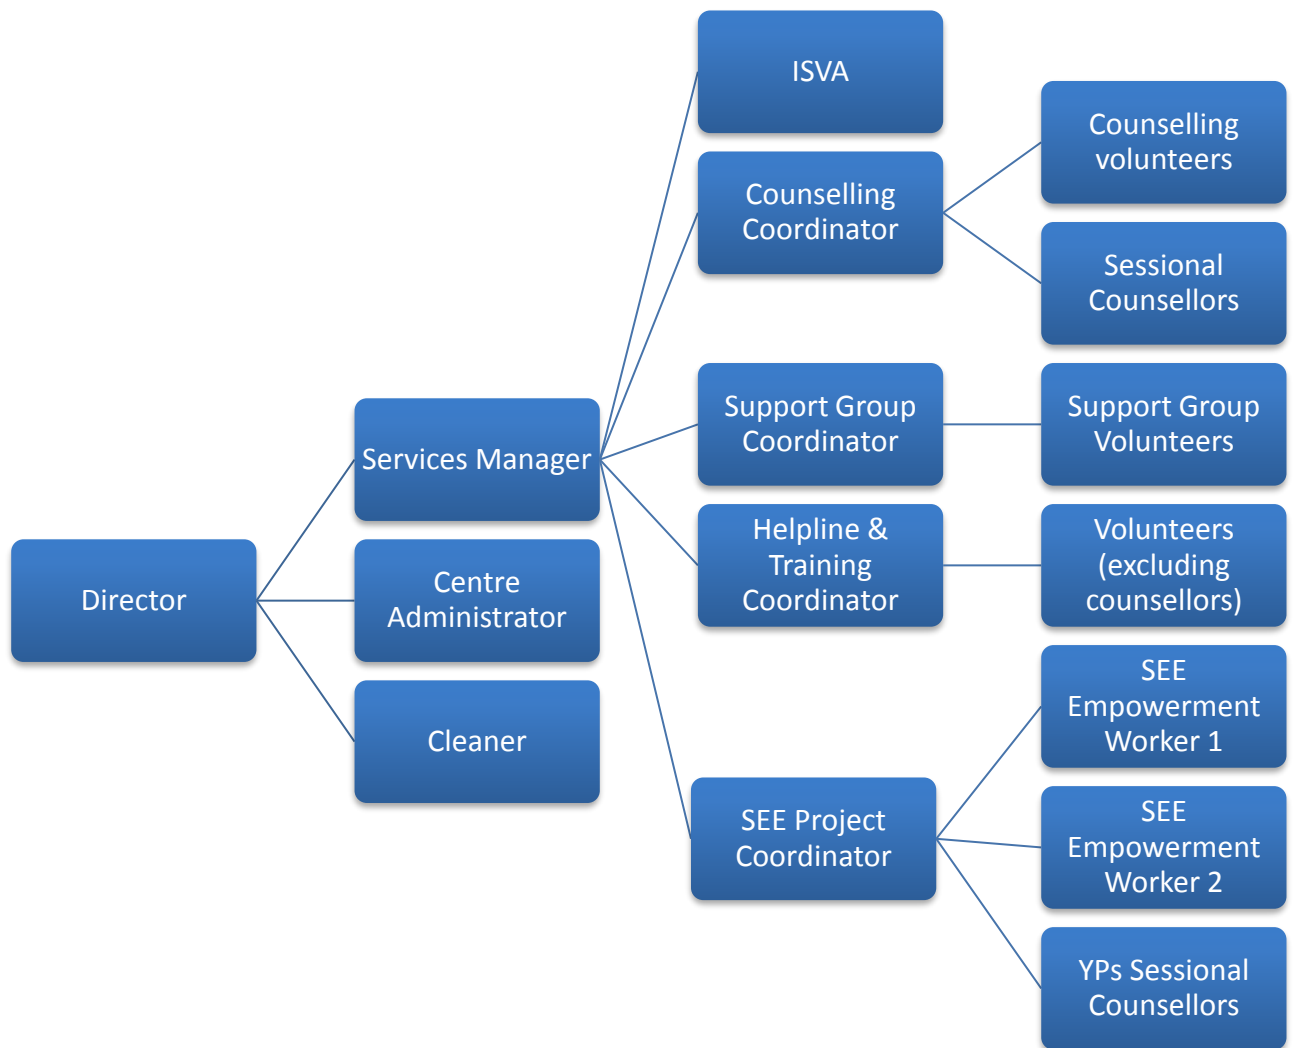 Director
Services Manager
Centre
Administrator
Cleaner
ISVA
Counselling
Coordinator
Support Group
Coordinator
Helpline &
Training
Coordinator
SEE Project
Coordinator
Counselling
volunteers
Sessional
Counsellors
Support Group
Volunteers
Volunteers
(excluding
counsellors)
SEE
Empowerment
Worker 1
SEE
Empowerment
Worker 2
YPs Sessional
Counsellors